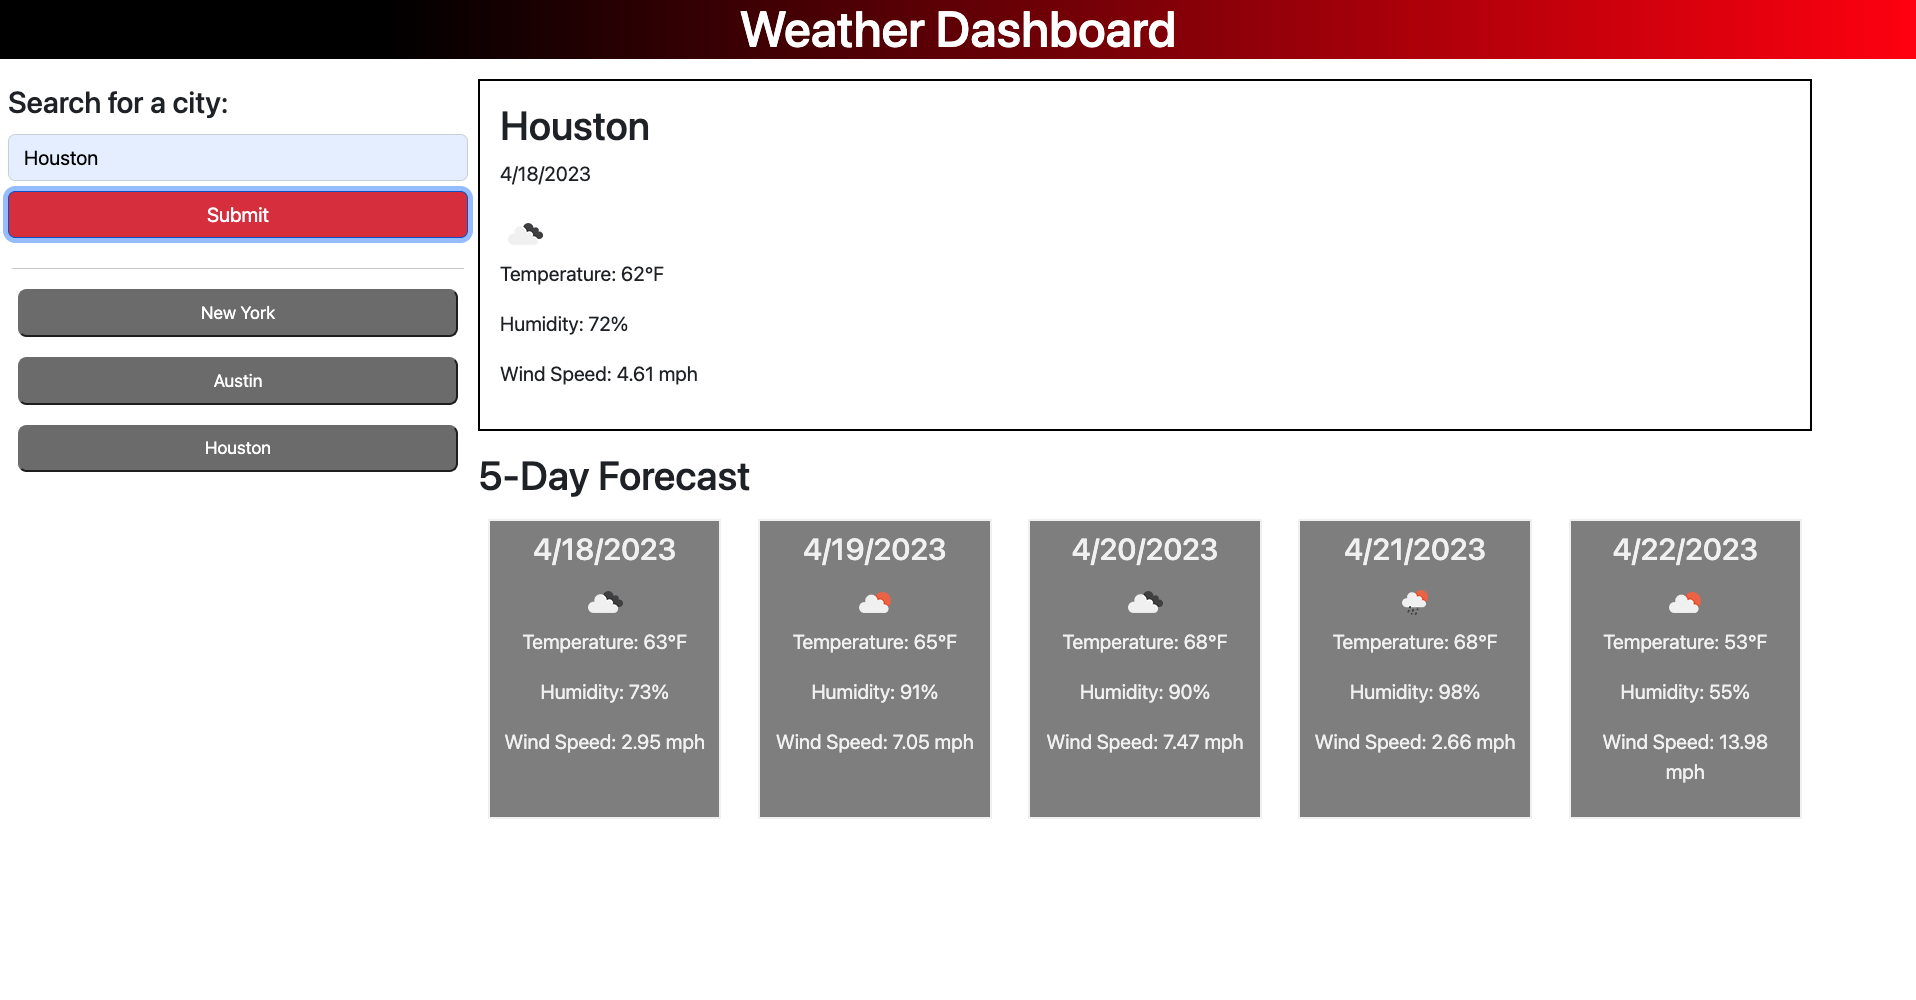 Weather Dashboard
Search for a city:
Houston
Submit
New York
Austin
Houston
Houston
4/18/2023
Temperature: 62°F
Humidity: 72%
Wind Speed: 4.61 mph
5-Day Forecast
4/18/2023
Temperature: 63°F
Humidity: 73%
Wind Speed: 2.95 mph
4/19/2023
Temperature: 65°F
Humidity: 91%
Wind Speed: 7.05 mph
4/20/2023
Temperature: 68°F
Humidity: 90%
Wind Speed: 7.47 mph
4/21/2023
Temperature: 68°F
Humidity: 98%
Wind Speed: 2.66 mph
4/22/2023
Temperature: 53°F
Humidity: 55%
Wind Speed: 13.98
mph